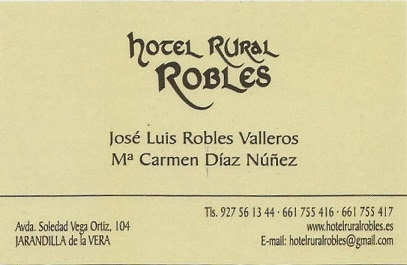 HOTEL RURAL
ROBLES
José Luis Robles Valleros
Mª Carmen Díaz Núñez
Avda. Soledad Vega Ortiz, 104
JARANDILLA de la VERA
Tls. 927 56 13 44 · 661 755 416 · 661 755 417
www.hotelruralrobles.es
E-mail: hotelruralrobles@gmail.com